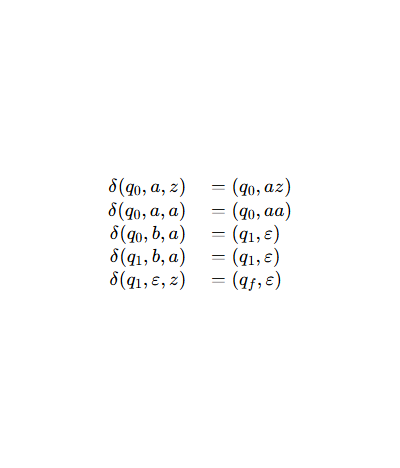 δ(q₀, a, z) = (q₀, az)
δ(q₀, a, a) = (q₀, aa)
δ(q₀, b, a) = (q₁, ε)
δ(q₁, b, a) = (q₁, ε)
δ(q₁, ε, z) = (q_f, ε)